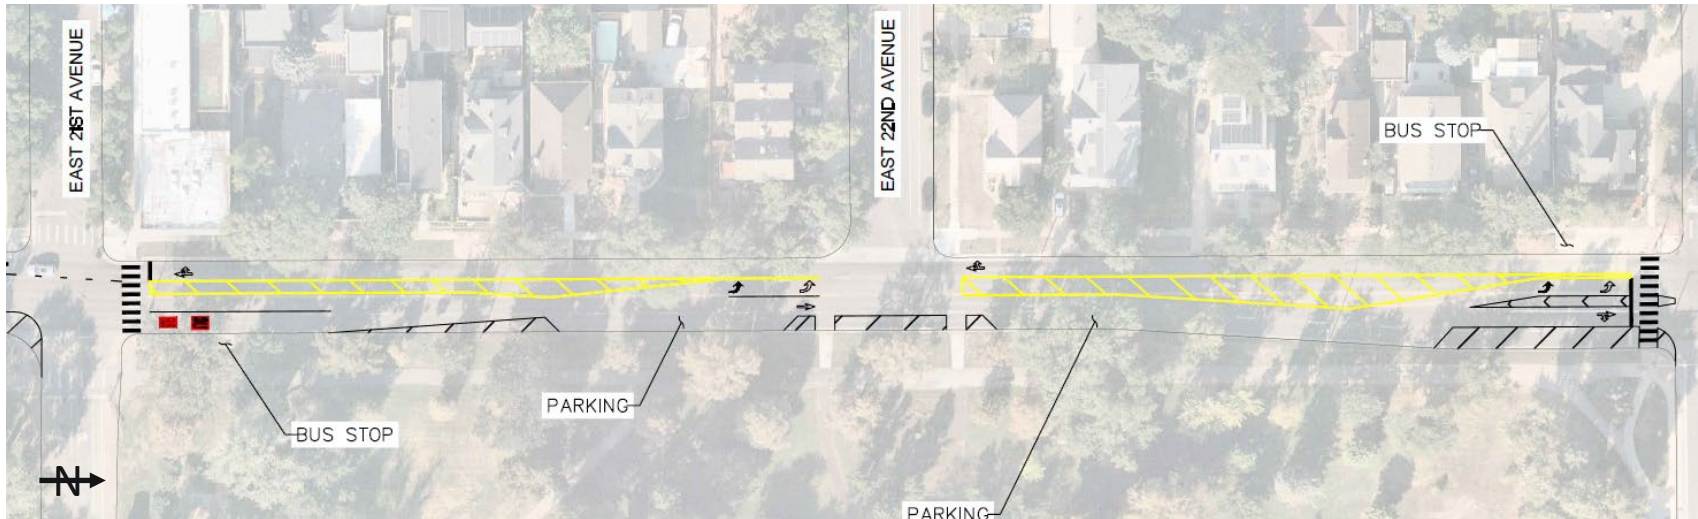 EAST 21ST AVENUE
EAST 22ND AVENUE
BUS STOP
PARKING
BUS STOP
PARKING
N